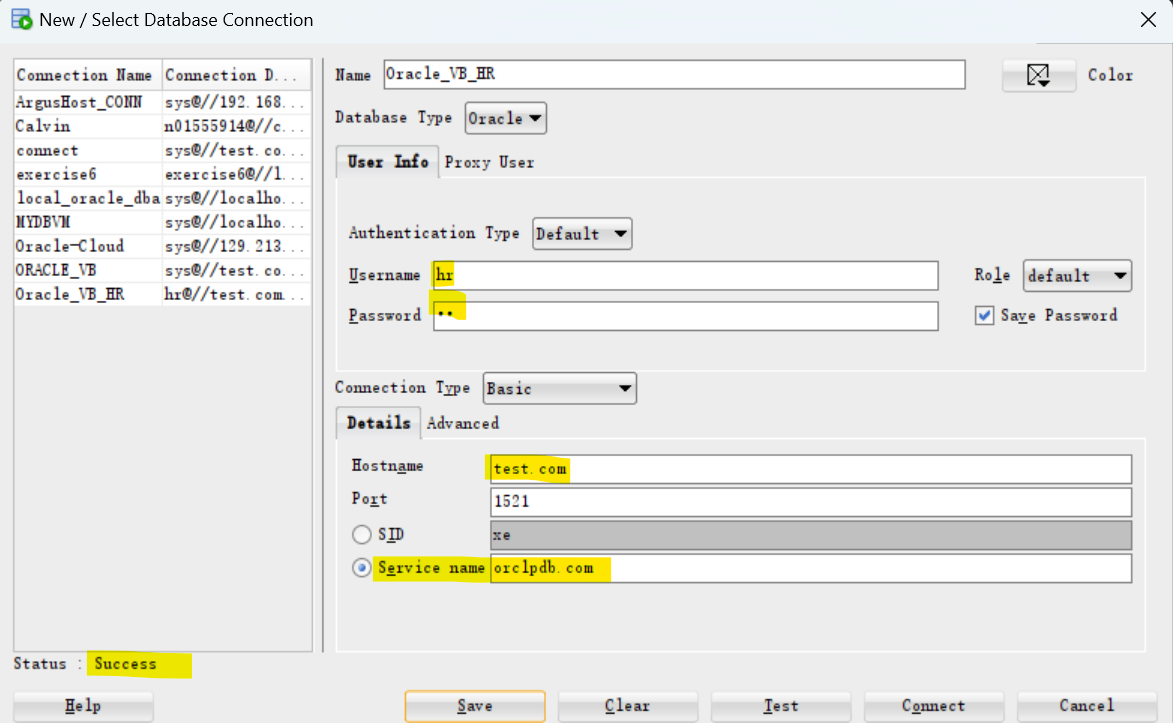 New / Select Database Connection
Connection Name Connection D...
ArgusHost_CONN sys@//192.168...
Calvin n01555914@//c...
connect sys@//test.co...
exercise6 exercise6@//l...
local_oracle_dba sys@//localho...
MYDBVM sys@//localho...
Oracle-Cloud sys@//129.213...
ORACLE_VB sys@//test.co...
Oracle_VB_HR hr@//test.com...
Name Oracle_VB_HR Color
Database Type Oracle
User Info Proxy User
Authentication Type Default
Username hr Role default
Password •• Save Password
Connection Type Basic
Details Advanced
Hostname test.com
Port 1521
SID xe
Service name orclpdb.com
Status : Success
Help Save Clear Test Connect Cancel